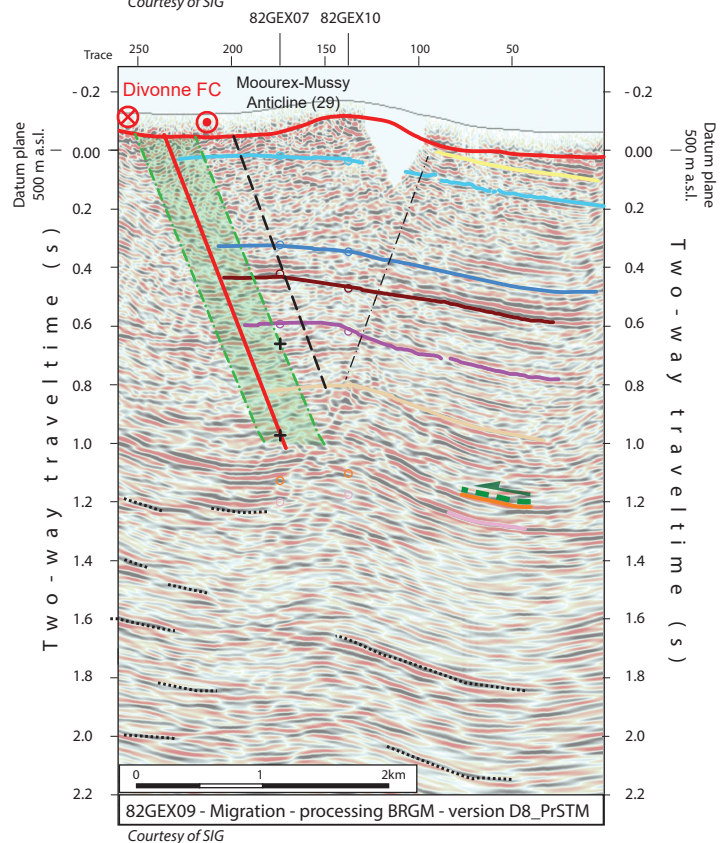 Courtesy of SIG
82GEX07 82GEX10
Trace 250 200 150 100 50
Divonne FC
Moourex-Mussy
Anticline (29)
- 0.2 - 0.2
Datum plane
500 m a.s.l.
Datum plane
500 m a.s.l.
0.00 0.00
0.2 0.2
0.4 0.4
0.6 0.6
0.8 0.8
1.0 1.0
1.2 1.2
1.4 1.4
1.6 1.6
1.8 1.8
2.0 2.0
2.2 2.2
Two-way traveltime (s)
Two-way traveltime (s)
0 1 2km
82GEX09 - Migration - processing BRGM - version D8_PrSTM
Courtesy of SIG